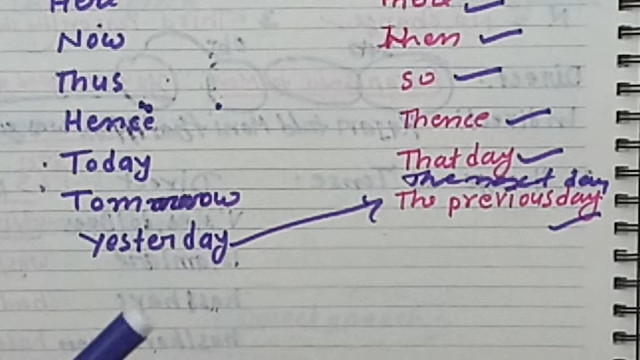 Now Then
Thus so
Hence Thence
Today That day
Tomorrow The next day
yesterday The previous day